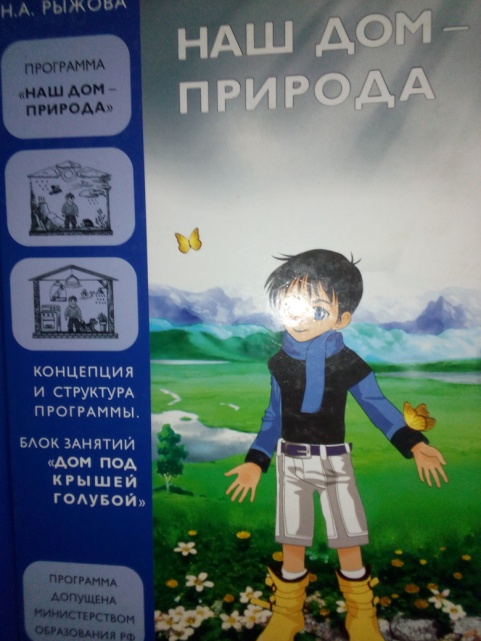 Н.А. РЫЖОВА
НАШ ДОМ –
ПРИРОДА
ПРОГРАММА
«НАШ ДОМ –
ПРИРОДА»
КОНЦЕПЦИЯ
И СТРУКТУРА
ПРОГРАММЫ.
БЛОК ЗАНЯТИЙ
«ДОМ ПОД
КРЫШЕЙ
ГОЛУБОЙ»
ПРОГРАММА
ДОПУЩЕНА
МИНИСТЕРСТВОМ
ОБРАЗОВАНИЯ РФ